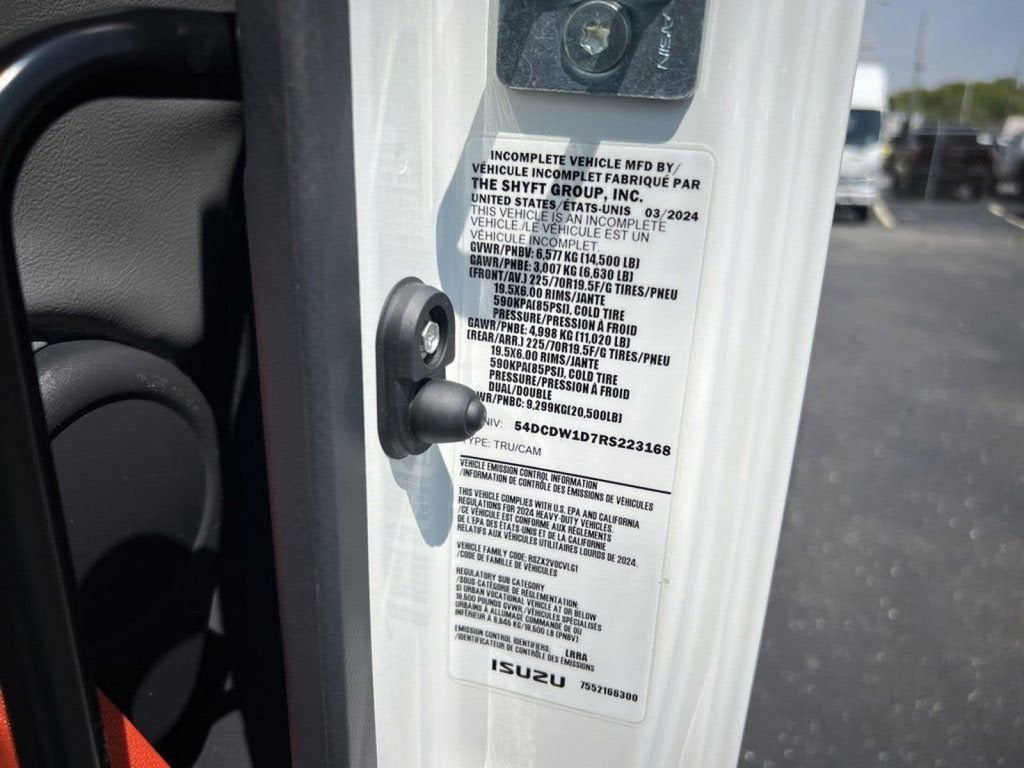 NISAY
INCOMPLETE VEHICLE MFD BY/
VÉHICULE INCOMPLET FABRIQUÉ PAR
THE SHYFT GROUP, INC.
UNITED STATES/ÉTATS-UNIS 03/2024
THIS VEHICLE IS AN INCOMPLETE
VEHICLE./LE VÉHICULE EST UN
VÉHICULE INCOMPLET.
GVWR/PNBV: 6,577 KG (14,500 LB)
GAWR/PNBE: 3,007 KG (6,630 LB)
(FRONT/AV.) 225/70R19.5F/G TIRES/PNEU
19.5X6.00 RIMS/JANTE
590KPA(85PSI), COLD TIRE
PRESSURE/PRESSION À FROID
GAWR/PNBE: 4,998 KG (11,020 LB)
(REAR/ARR.) 225/70R19.5F/G TIRES/PNEU
19.5X6.00 RIMS/JANTE
590KPA(85PSI), COLD TIRE
PRESSURE/PRESSION À FROID
DUAL/DOUBLE
WR/PNBC: 9,299KG(20,500LB)
NIV: 54DCDW1D7RS223168
TYPE: TRU/CAM
VEHICLE EMISSION CONTROL INFORMATION
/INFORMATION DE CONTRÔLE DES ÉMISSIONS DE VÉHICULES
THIS VEHICLE COMPLIES WITH U.S. EPA AND CALIFORNIA
REGULATIONS FOR 2024 HEAVY-DUTY VEHICLES.
/CE VÉHICULE EST CONFORME AUX RÈGLEMENTS
DE L'EPA DES ÉTATS-UNIS ET DE LA CALIFORNIE
RELATIFS AUX VÉHICULES UTILITAIRES LOURDS DE 2024.
VEHICLE FAMILY CODE: RSZX2VOCVLG1
/CODE DE FAMILLE DE VÉHICULES
REGULATORY SUB CATEGORY
/SOUS-CATÉGORIE DE RÉGLEMENTATION:
SI URBAN VOCATIONAL VEHICLE AT OR BELOW
19,500 POUNDS GVWR/VÉHICULES SPÉCIALISÉS
URBAINS À ALLUMAGE COMMANDÉ DE OU
INFÉRIEUR À 8,845 KG/19,500 LB (PNBV)
EMISSION CONTROL IDENTIFIERS: LRRA
/IDENTIFICATEUR DE CONTRÔLE DES ÉMISSIONS
ISUZU 7552166300